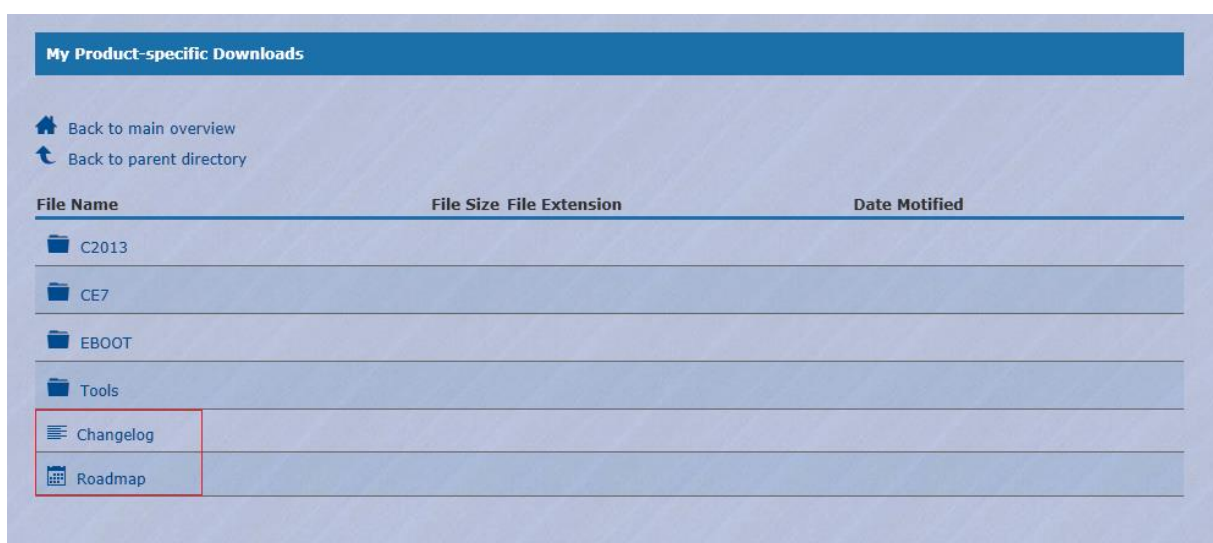 My Product-specific Downloads
Back to main overview
Back to parent directory
File Name File Size File Extension Date Motified
C2013
CE7
EBOOT
Tools
Changelog
Roadmap